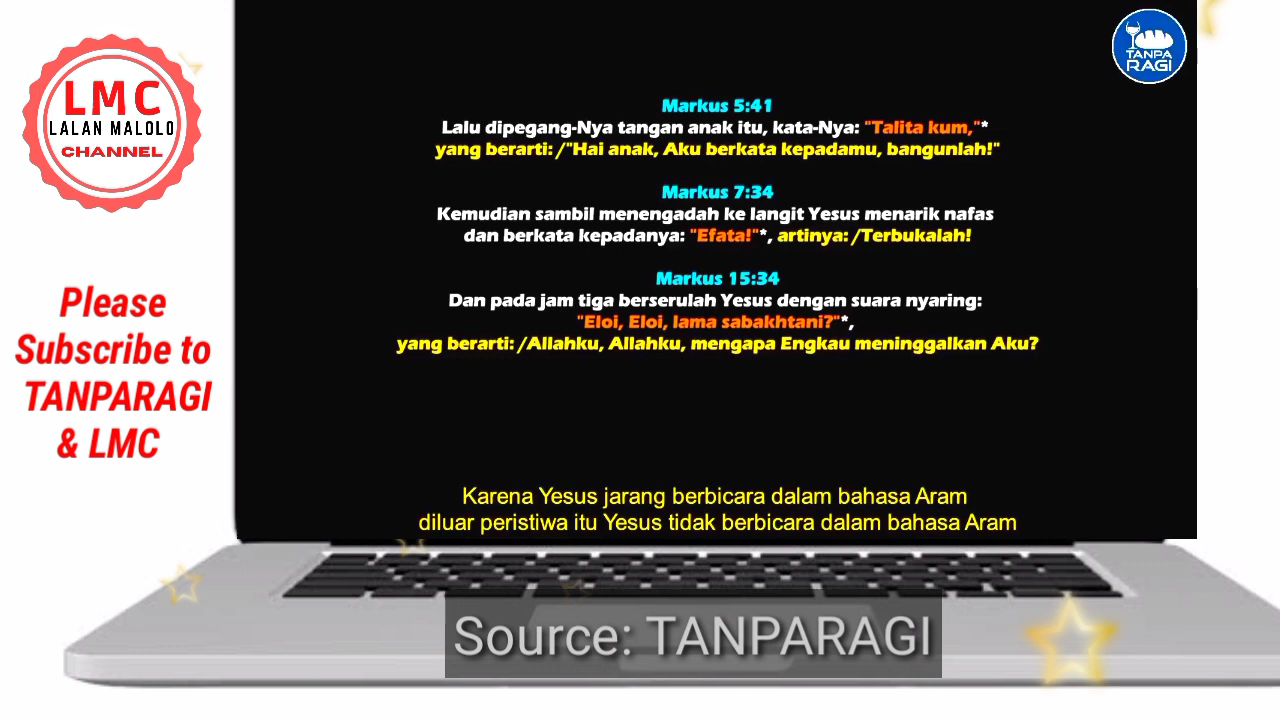 LMC
LALAN MALOLO
CHANNEL
Please
Subscribe to
TANPARAGI
& LMC
TANPA
RAGI
Markus 5:41
Lalu dipegang-Nya tangan anak itu, kata-Nya: "Talita kum,"*
yang berarti: /"Hai anak, Aku berkata kepadamu, bangunlah!"
Markus 7:34
Kemudian sambil menengadah ke langit Yesus menarik nafas
dan berkata kepadanya: "Efata!"*, artinya: /Terbukalah!
Markus 15:34
Dan pada jam tiga berserulah Yesus dengan suara nyaring:
"Eloi, Eloi, lama sabakhtani?"*,
yang berarti: /Allahku, Allahku, mengapa Engkau meninggalkan Aku?
Karena Yesus jarang berbicara dalam bahasa Aram
diluar peristiwa itu Yesus tidak berbicara dalam bahasa Aram
Source: TANPARAGI